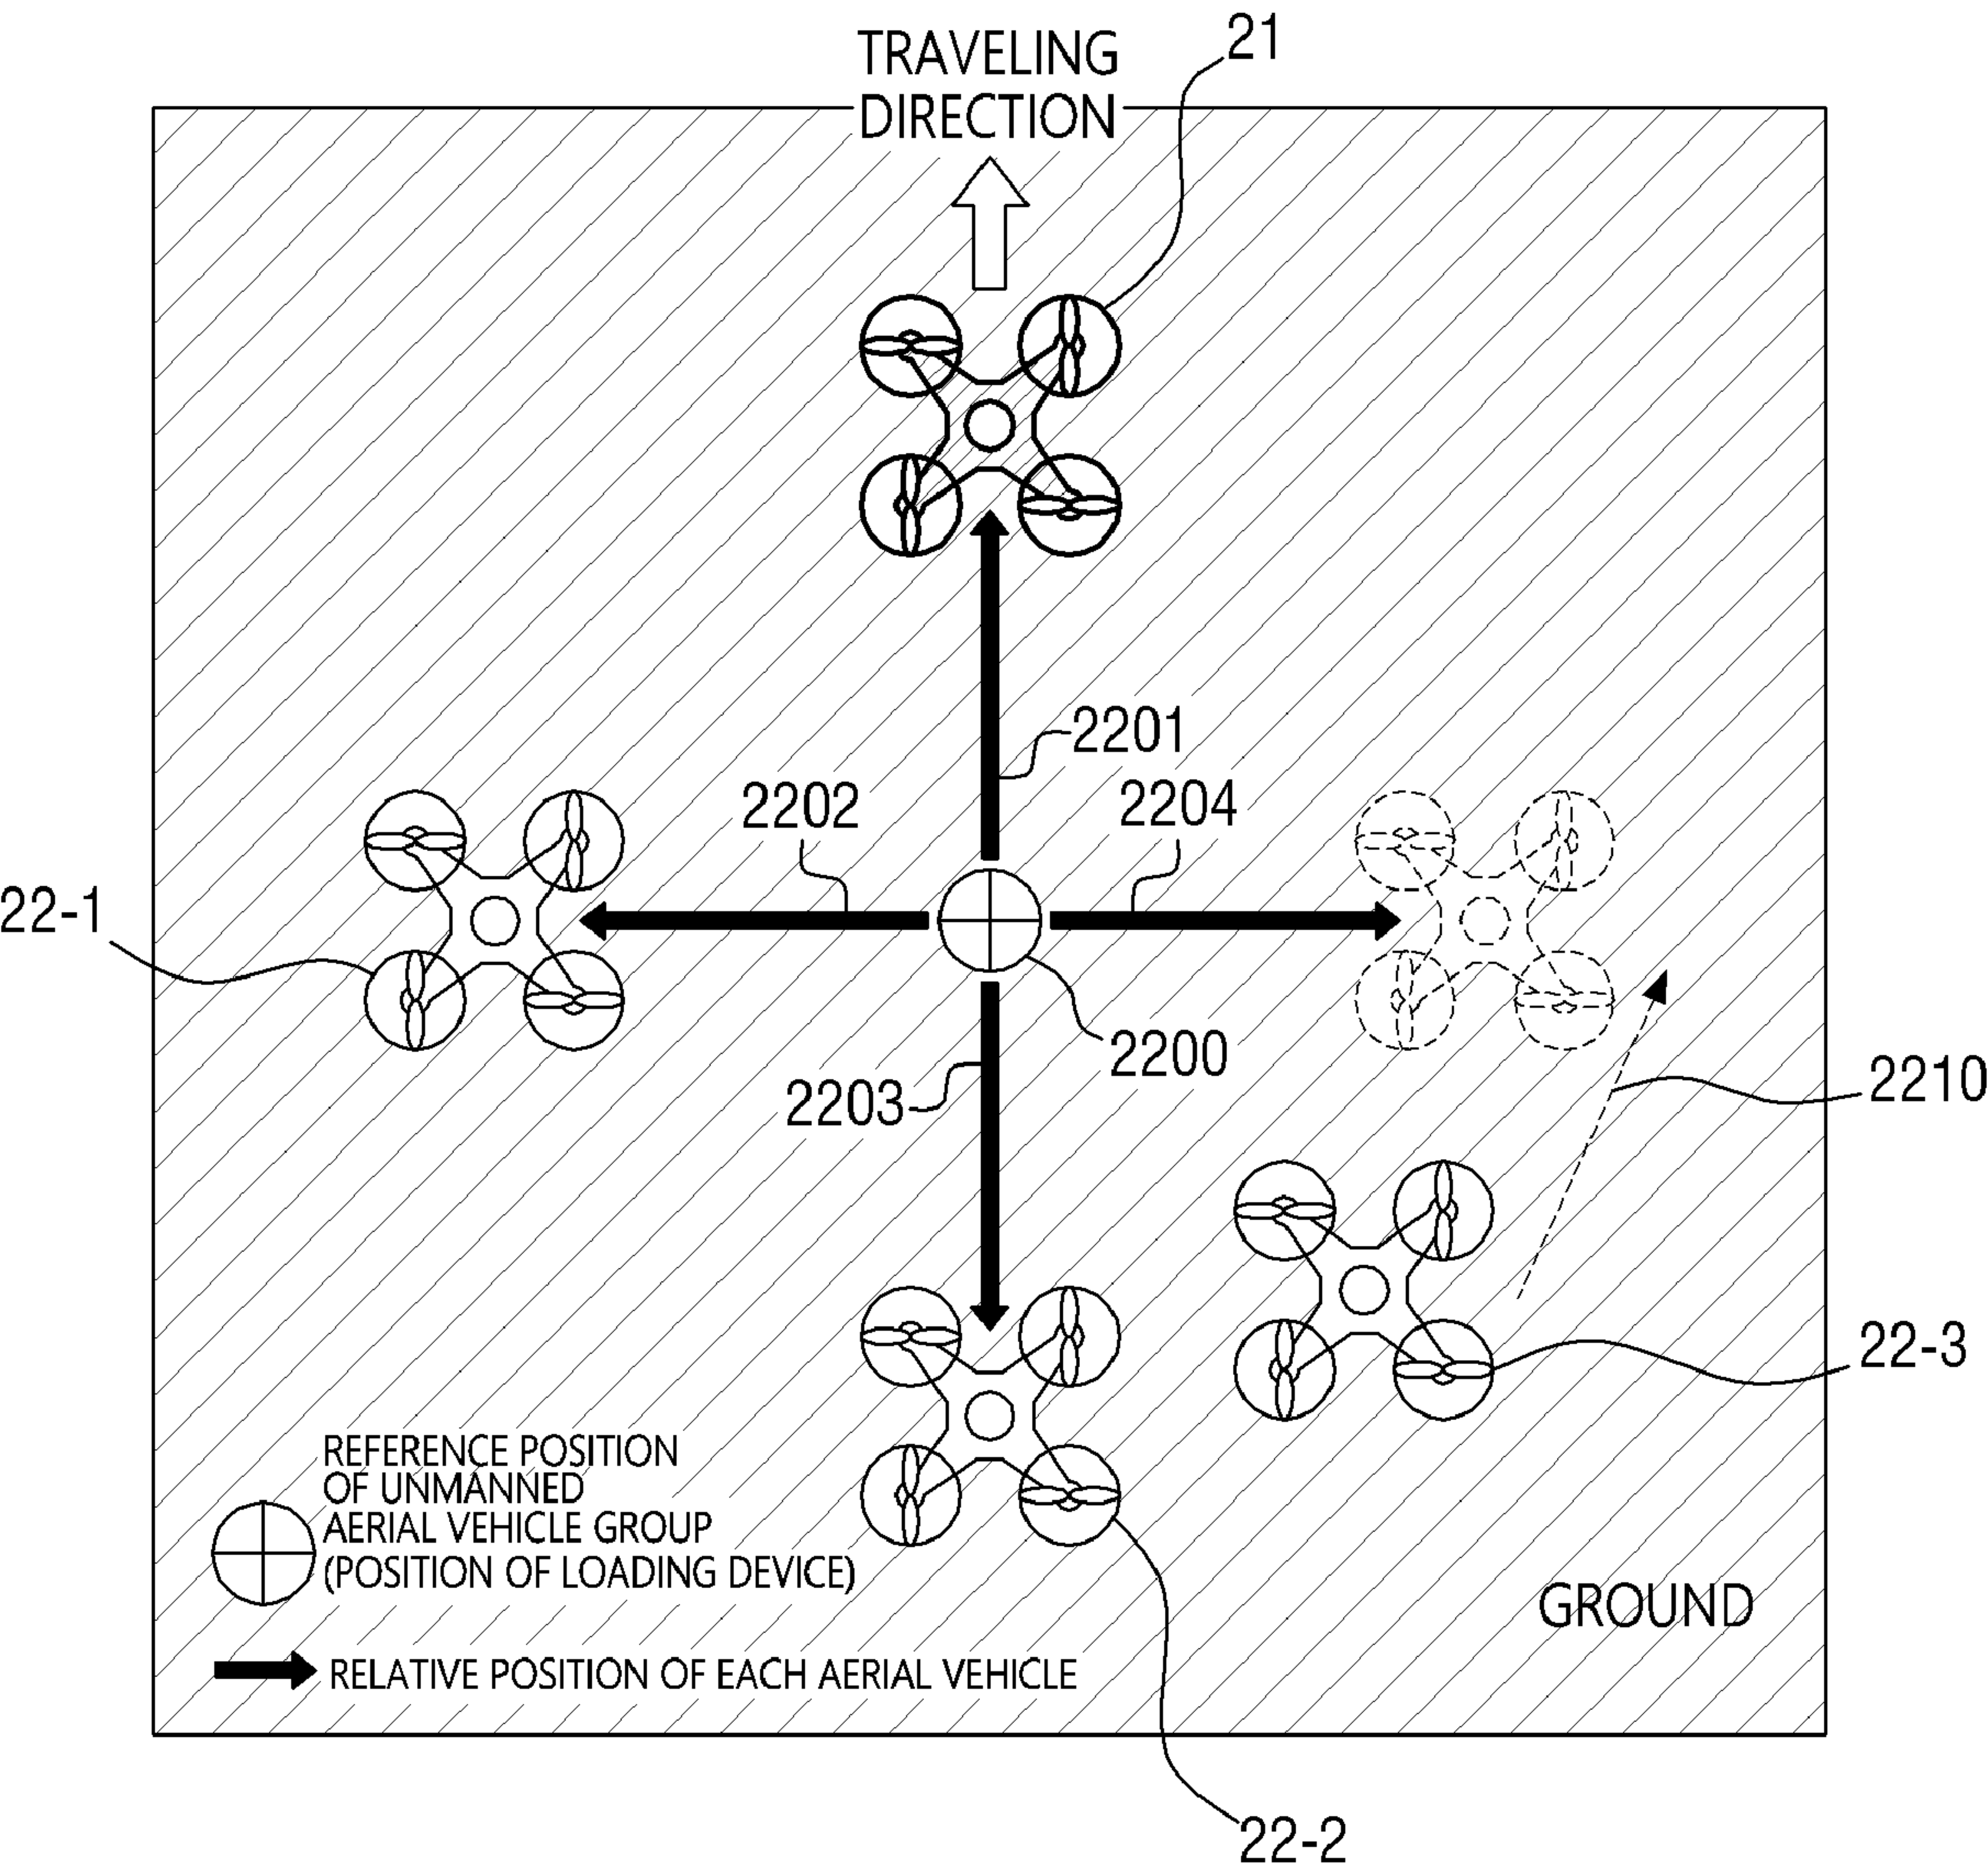 TRAVELING
DIRECTION
21
2201
2202
2204
22-1
2200
2203
2210
22-3
REFERENCE POSITION
OF UNMANNED
AERIAL VEHICLE GROUP
(POSITION OF LOADING DEVICE)
GROUND
RELATIVE POSITION OF EACH AERIAL VEHICLE
22-2